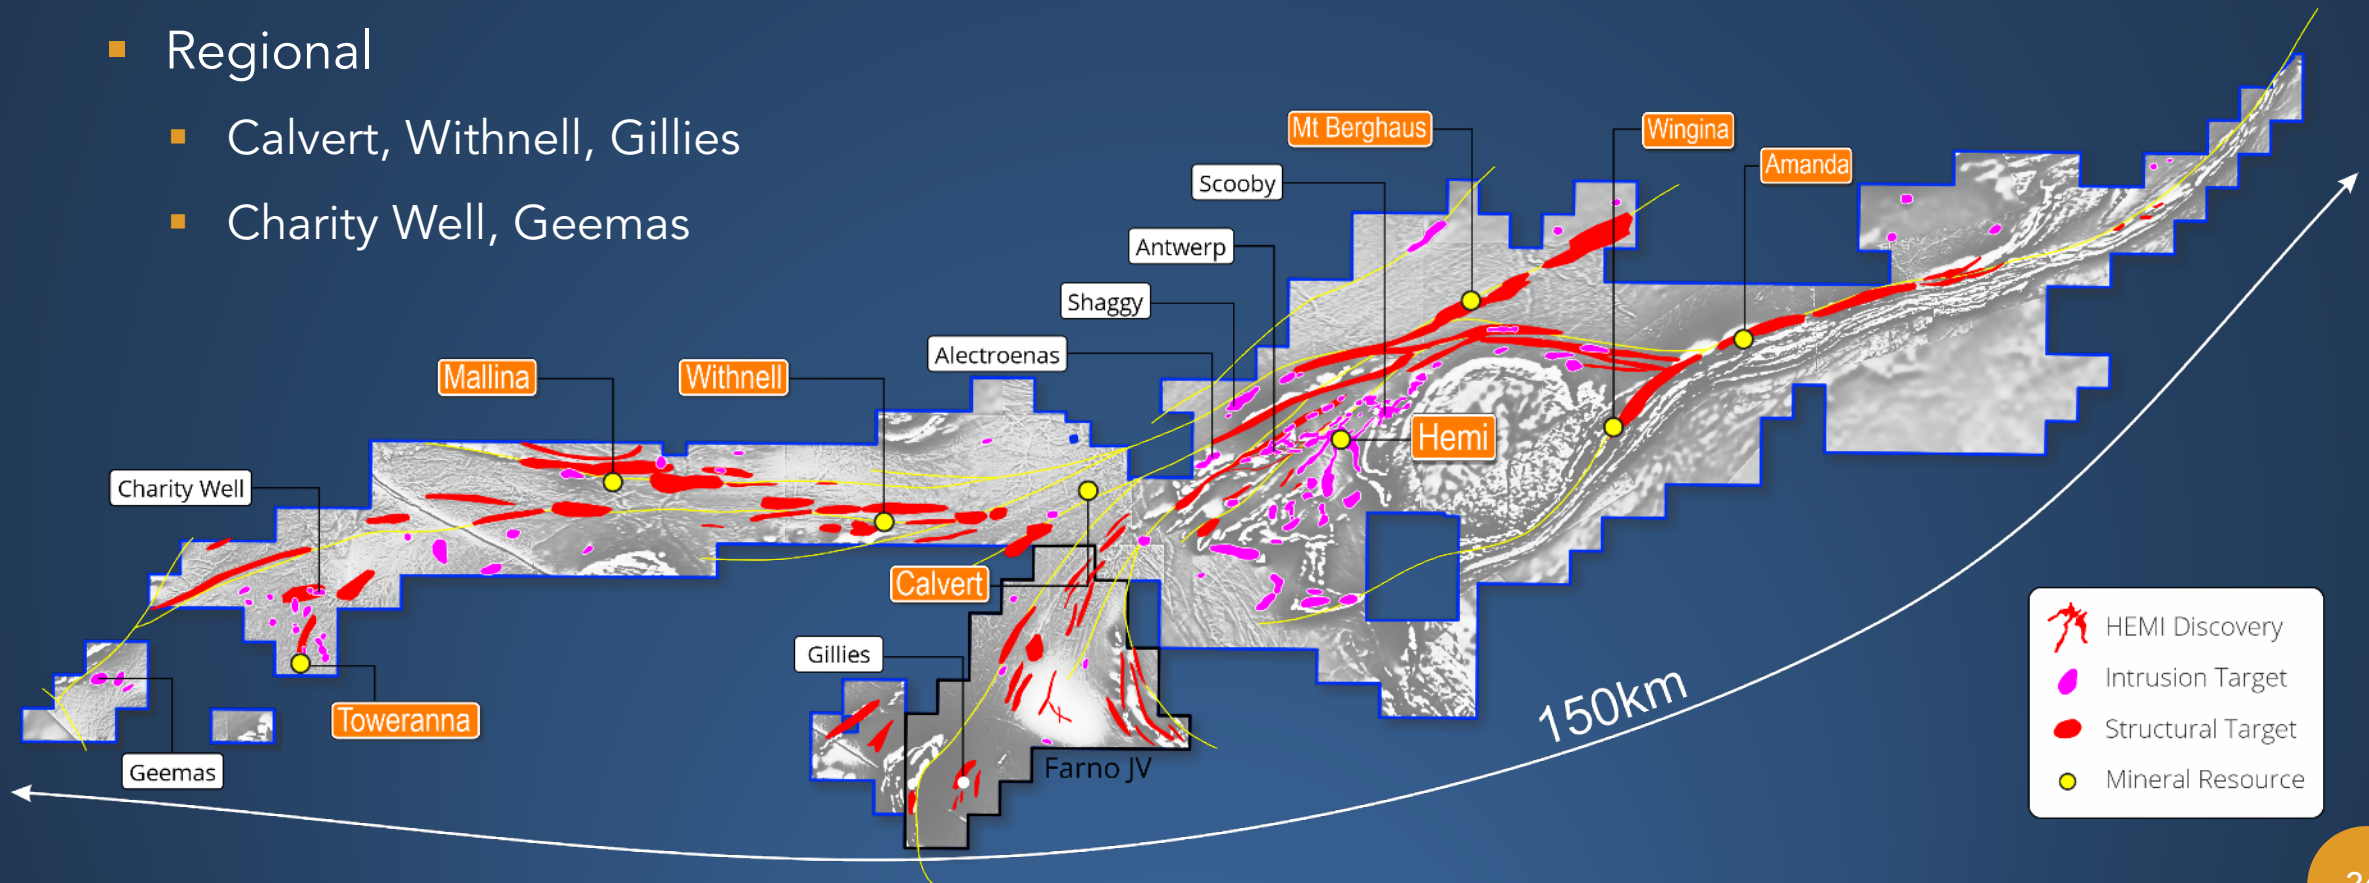 Regional
Calvert, Withnell, Gillies
Charity Well, Geemas
Mt Berghaus
Wingina
Amanda
Scooby
Antwerp
Shaggy
Alectroenas
Mallina
Withnell
Hemi
Charity Well
Calvert
Gillies
Toweranna
Geemas
Farno JV
150km
HEMI Discovery
Intrusion Target
Structural Target
Mineral Resource